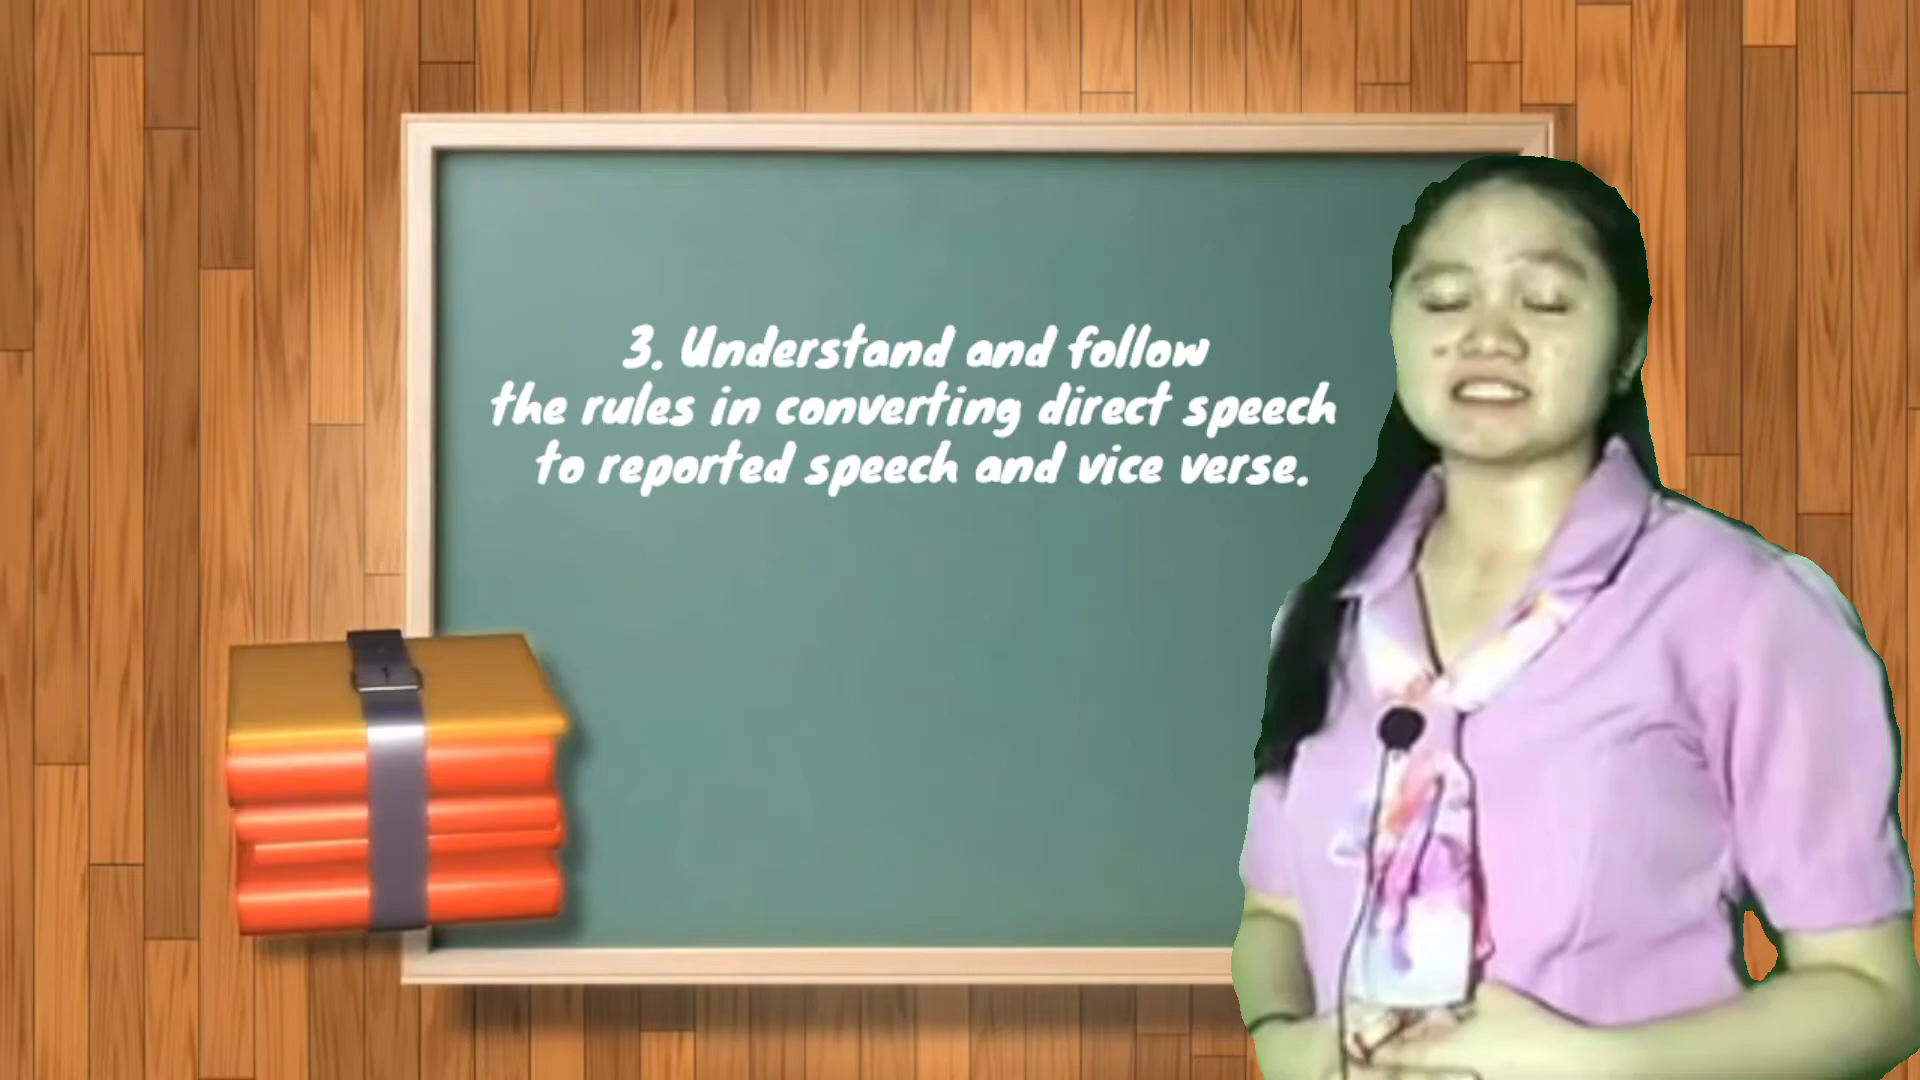 3. Understand and follow
the rules in converting direct speech
to reported speech and vice verse.